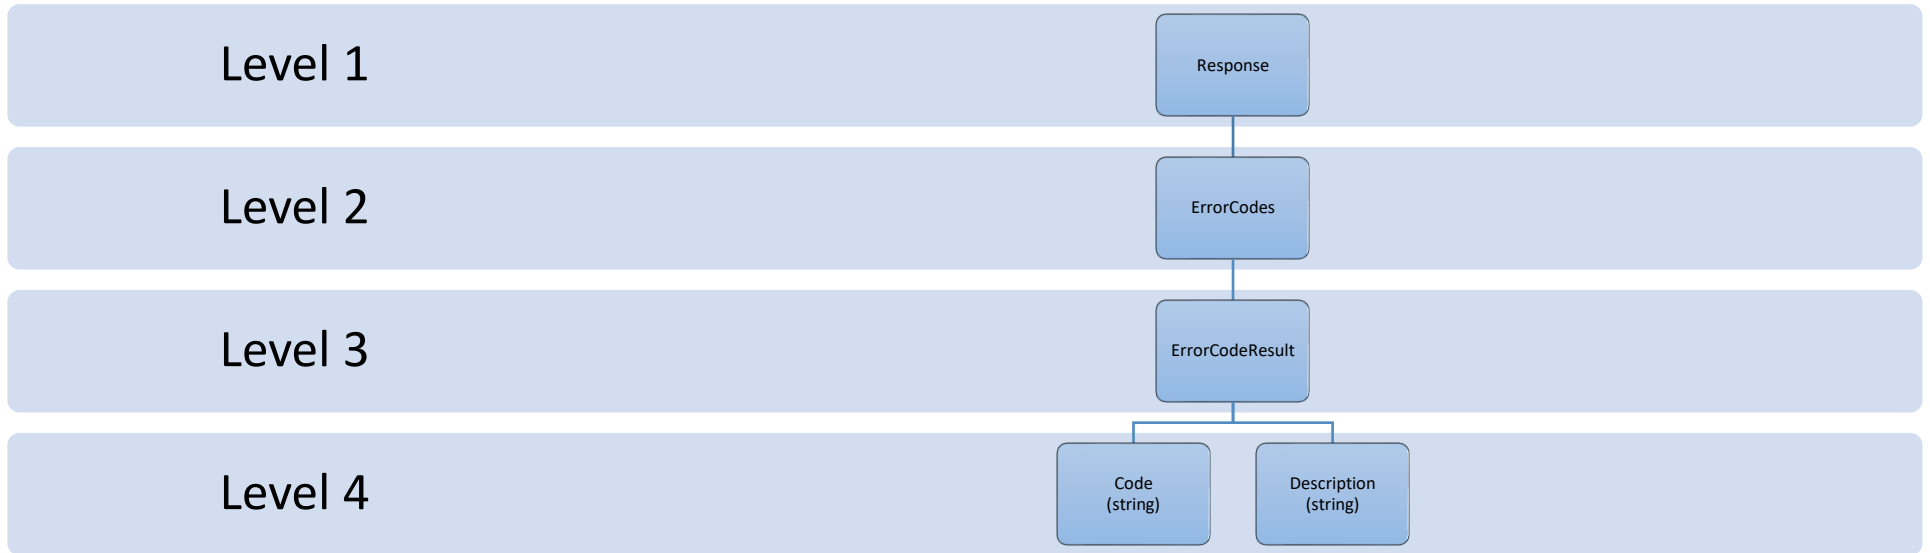 Level 1
Response
Level 2
ErrorCodes
Level 3
ErrorCodeResult
Level 4
Code
(string)
Description
(string)